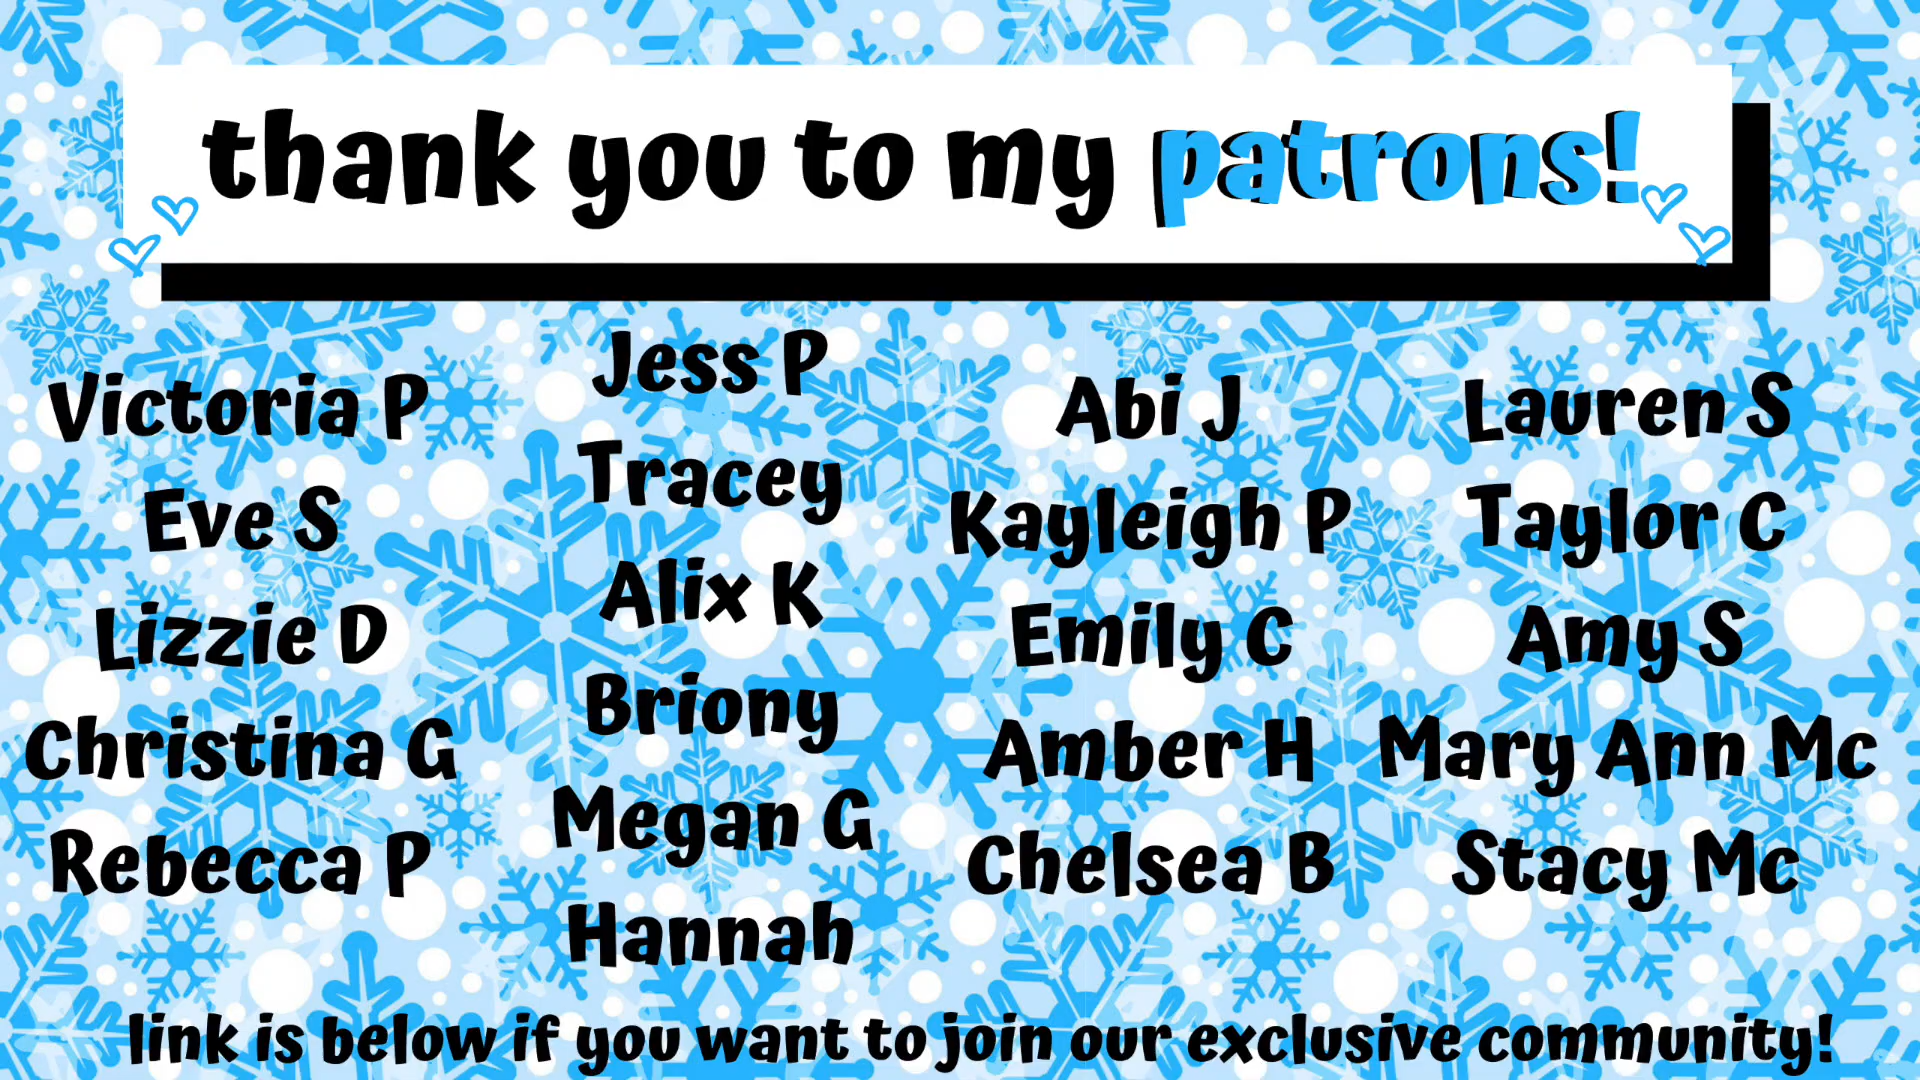 thank you to my patrons!
Victoria P
Eve S
Lizzie D
Christina G
Rebecca P
Jess P
Tracey
Alix K
Briony
Megan G
Hannah
Abi J
Kayleigh P
Emily C
Amber H
Chelsea B
Lauren S
Taylor C
Amy S
Mary Ann Mc
Stacy Mc
link is below if you want to join our exclusive community!